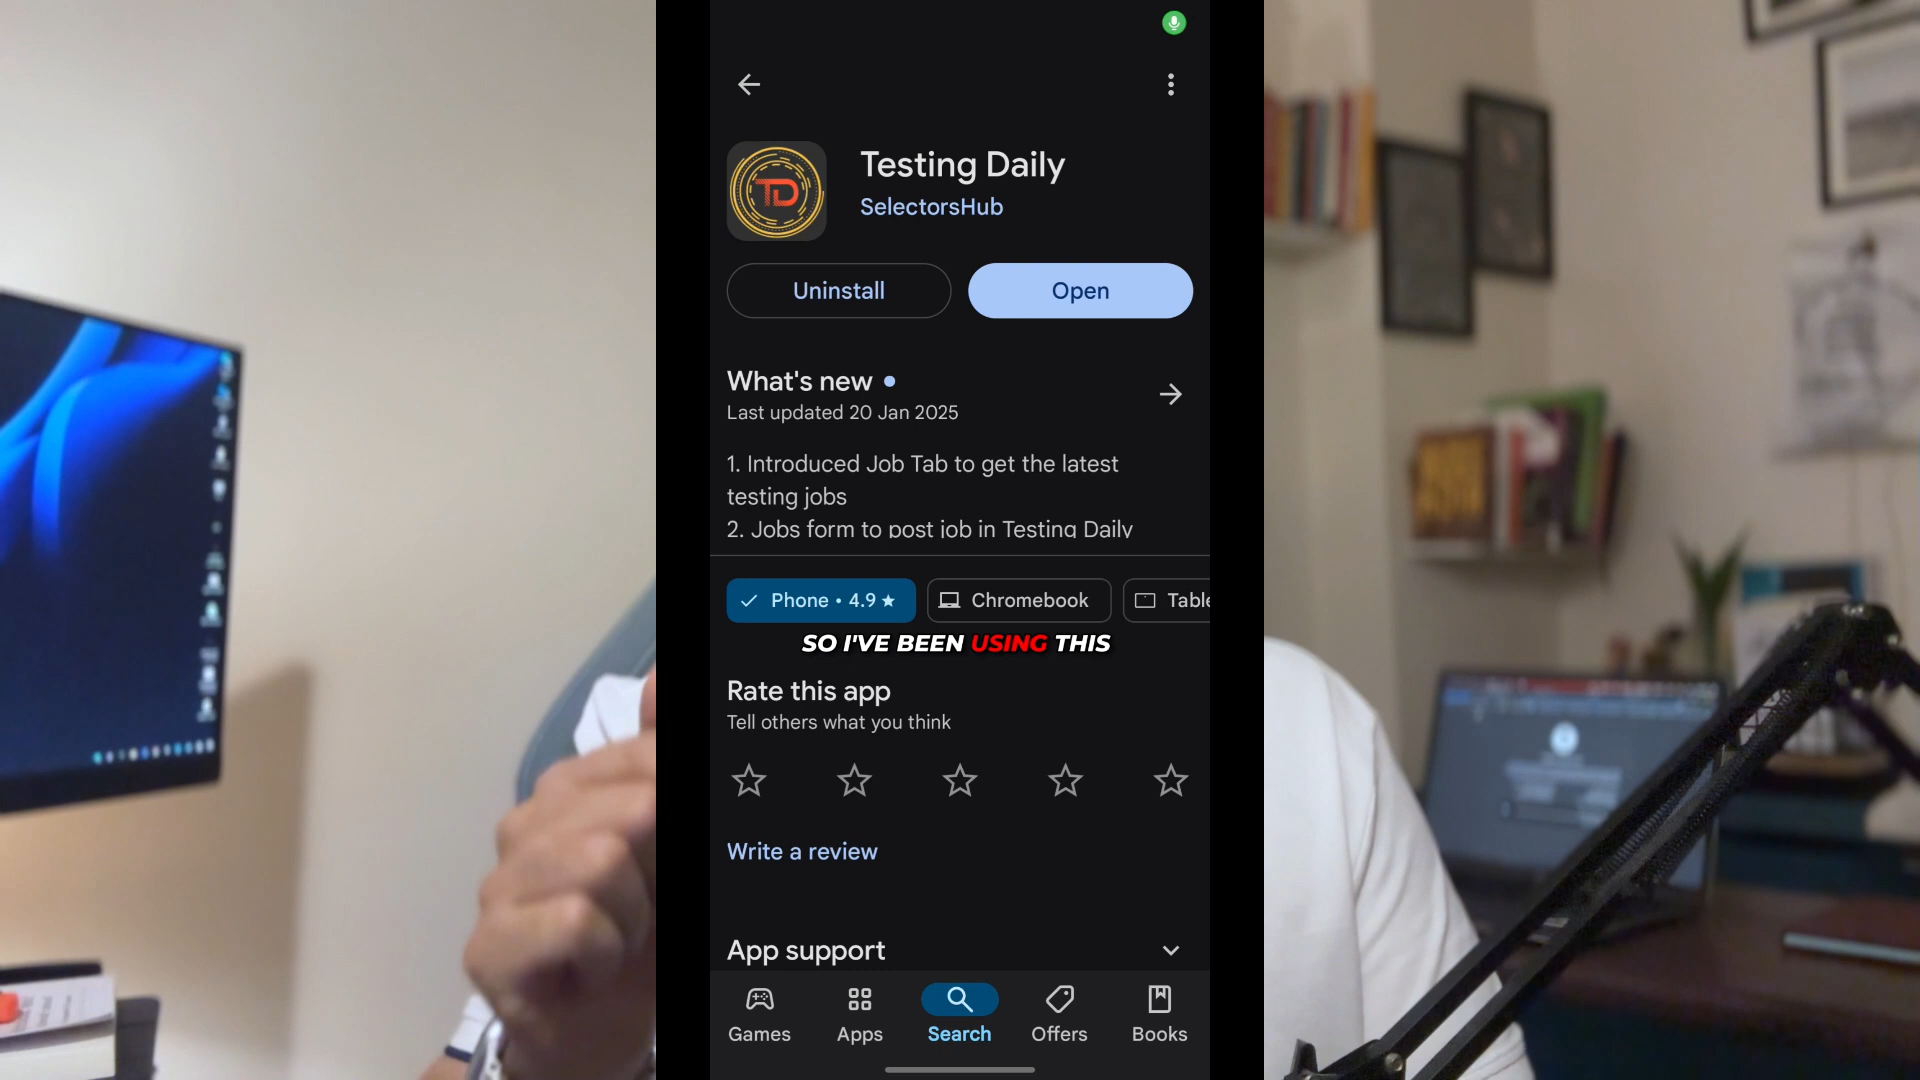 Testing Daily
SelectorsHub
Uninstall
Open
What's new
Last updated 20 Jan 2025
1. Introduced Job Tab to get the latest
testing jobs
2. Jobs form to post job in Testing Daily
Phone • 4.9 ★
Chromebook
Table
SO I'VE BEEN USING THIS
Rate this app
Tell others what you think
Write a review
App support
Games
Apps
Search
Offers
Books
TD